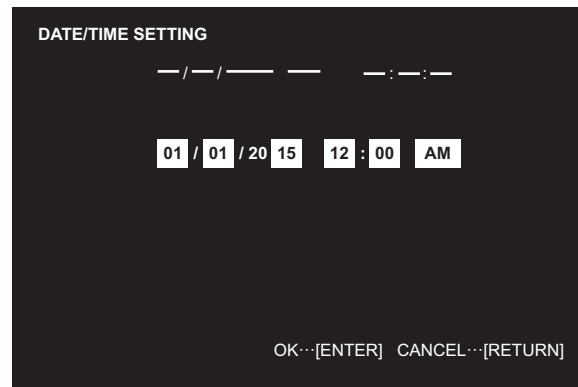 DATE/TIME SETTING
—/—/—— —— —:—:—
01 / 01 / 20 15 12 : 00 AM
OK···[ENTER] CANCEL···[RETURN]